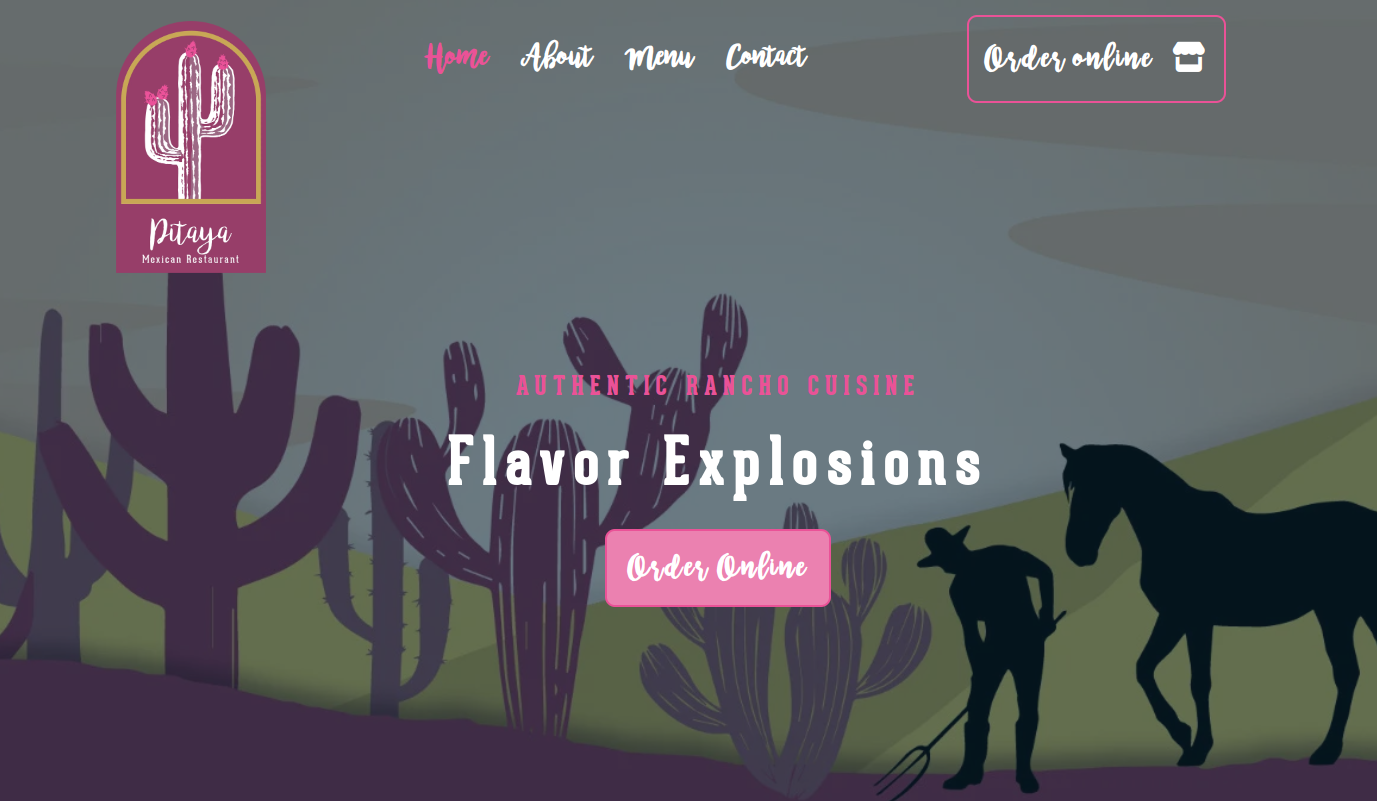 Home About Menu Contact
Order online
Pitaya
Mexican Restaurant
AUTHENTIC RANCHO CUISINE
Flavor Explosions
Order Online